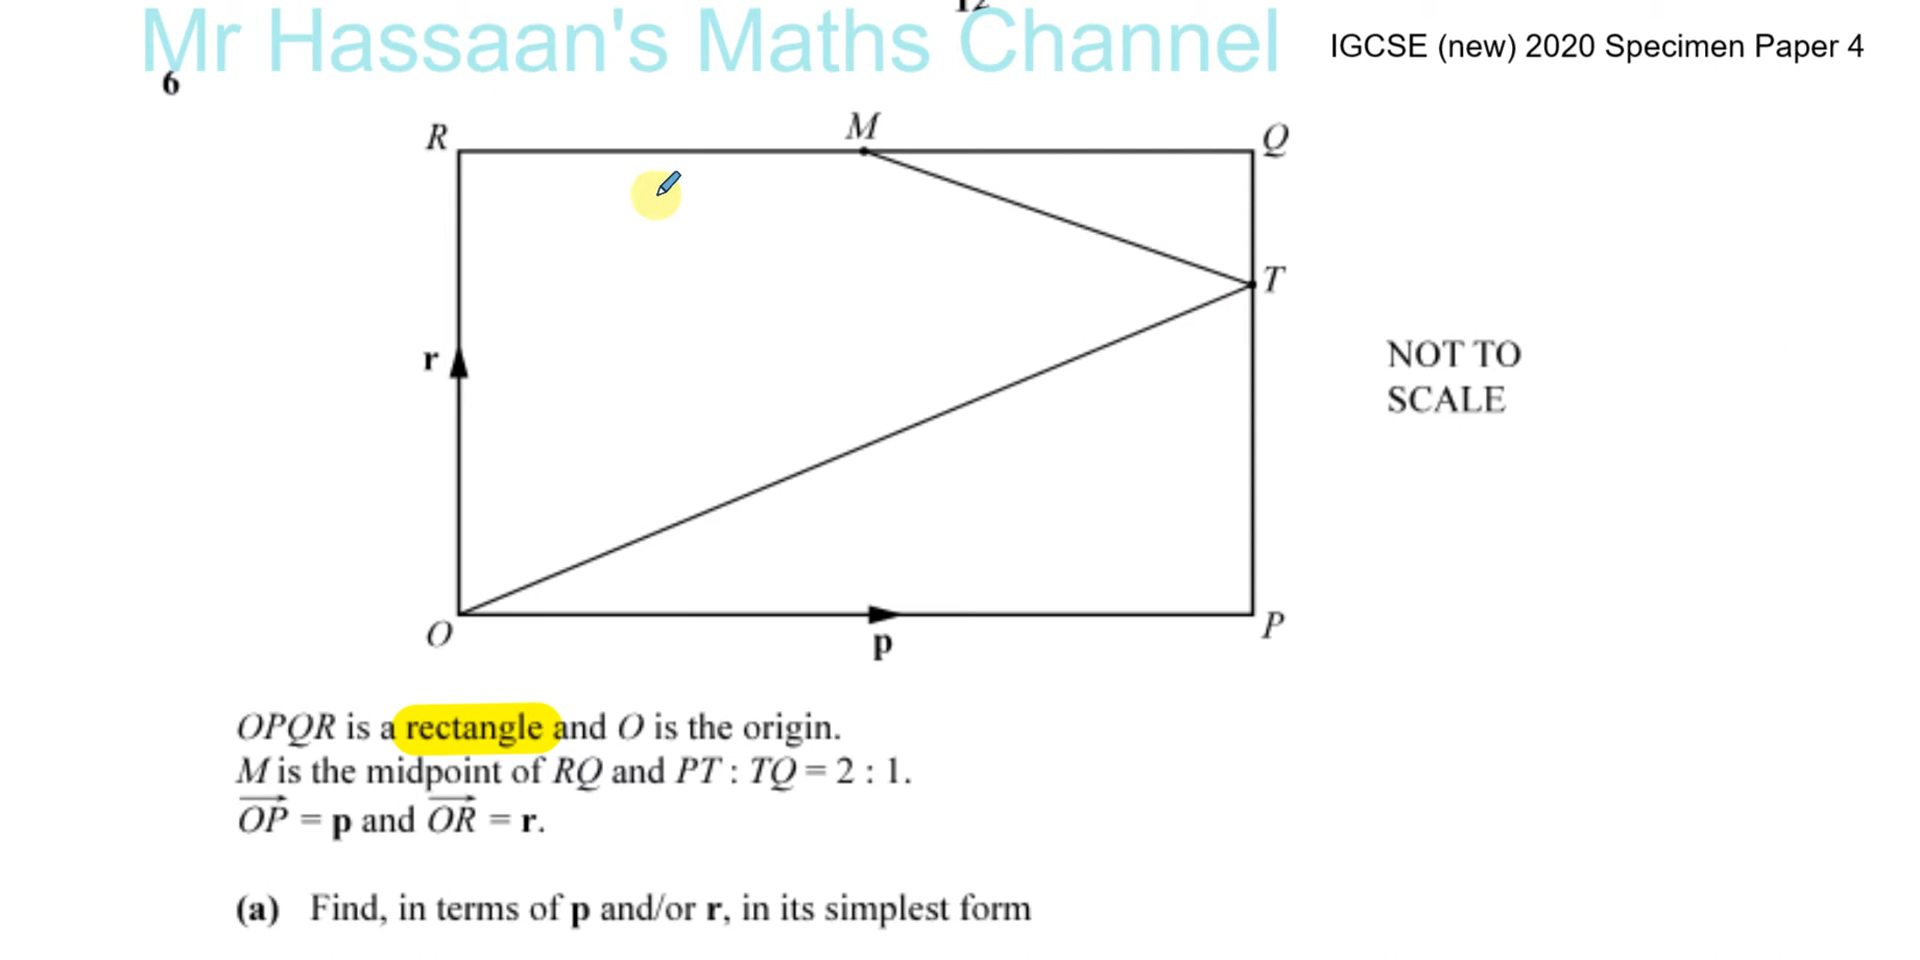 Mr Hassaan's Maths Channel
IGCSE (new) 2020 Specimen Paper 4
6
R
M
Q
T
r
NOT TO
SCALE
O
p
P
OPQR is a rectangle and O is the origin.
M is the midpoint of RQ and PT : TQ = 2 : 1.
OP = p and OR = r.
(a) Find, in terms of p and/or r, in its simplest form